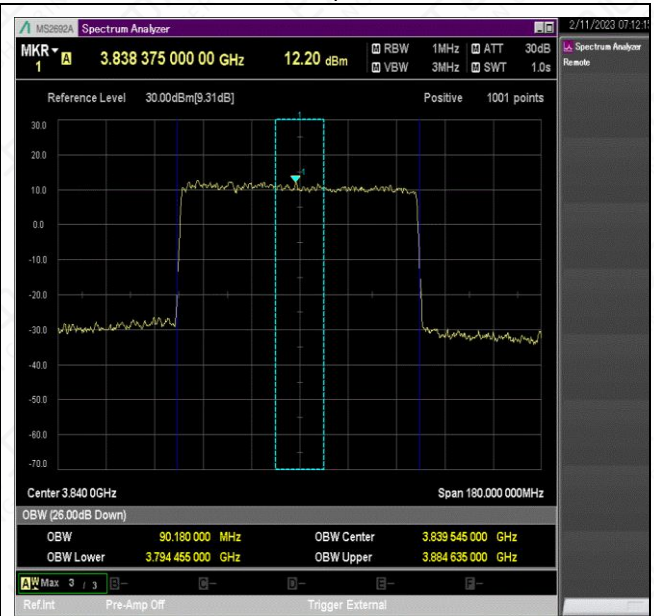 MS2692A Spectrum Analyzer
2/11/2023 07:12:15
MKR 1 A 3.838 375 000 00 GHz 12.20 dBm
M RBW 1MHz M ATT 30dB
M VBW 3MHz M SWT 1.0s
Spectrum Analyzer
Remote
Reference Level 30.00dBm[9.31dB] Positive 1001 points
1
30.0
20.0
1
10.0
0.0
-10.0
-20.0
-30.0
-40.0
-50.0
-60.0
-70.0
Center 3.840 0GHz Span 180.000 000MHz
OBW (26.00dB Down)
OBW 90.180 000 MHz OBW Center 3.839 545 000 GHz
OBW Lower 3.794 455 000 GHz OBW Upper 3.884 635 000 GHz
A W Max 3 / 3 B- C- D- E- F-
Ref.Int Pre-Amp Off Trigger External